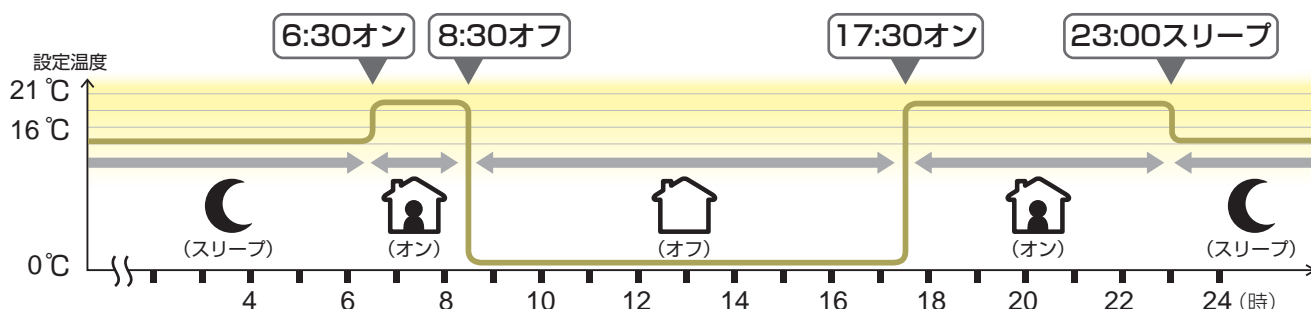 6:30オン 8:30オフ 17:30オン 23:00スリープ
設定温度
21℃
16℃
(スリープ) (オン) (オフ) (オン) (スリープ)
0℃
4 6 8 10 12 14 16 18 20 22 24(時)